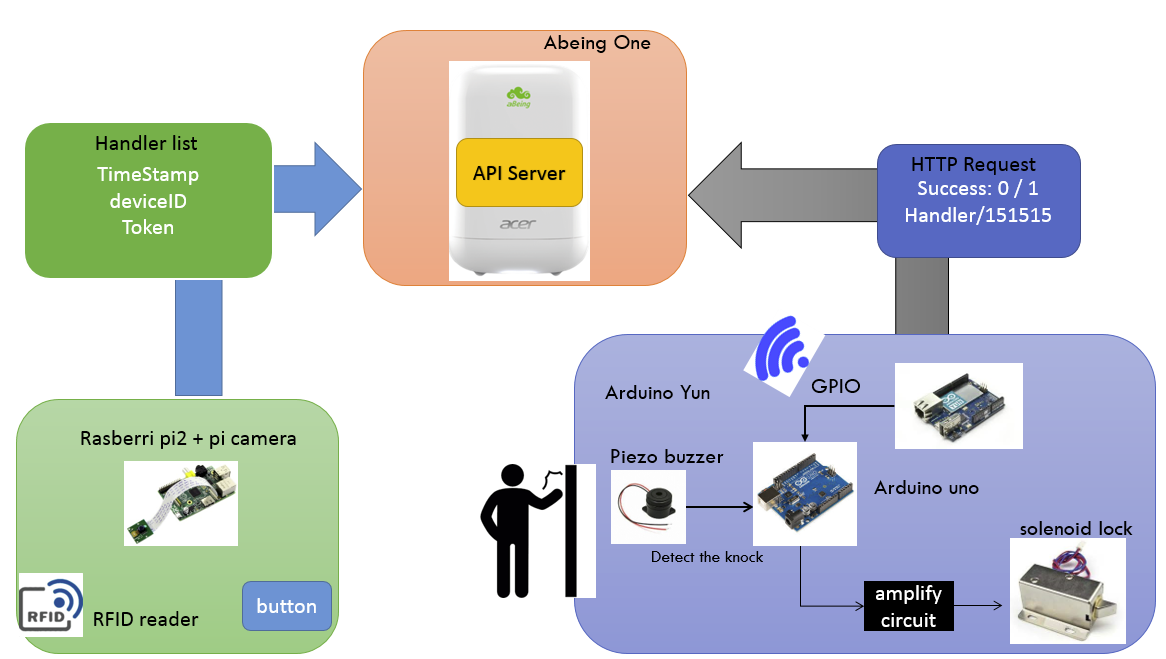 Abeing One
abeing
API Server
acer
Handler list
TimeStamp
deviceID
Token
HTTP Request
Success: 0 / 1
Handler/151515
Rasberri pi2 + pi camera
RFID
RFID reader
button
Arduino Yun
GPIO
Piezo buzzer
Arduino uno
Detect the knock
solenoid lock
amplify
circuit